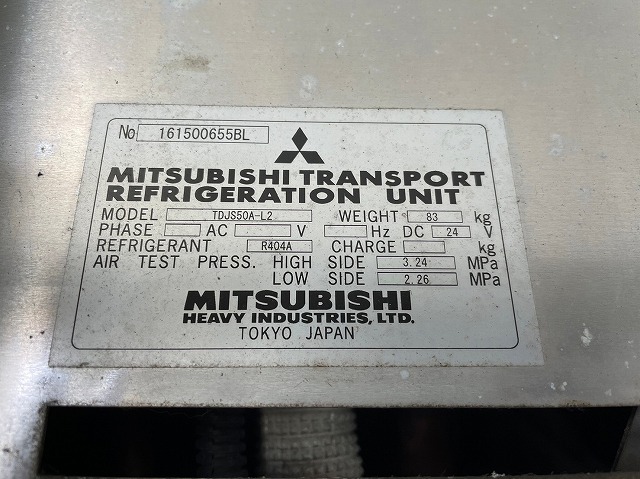 No 161500655BL
MITSUBISHI TRANSPORT
REFRIGERATION UNIT
MODEL TDJS50A-L2 WEIGHT 83 kg
PHASE AC V Hz DC 24 V
REFRIGERANT R404A CHARGE kg
AIR TEST PRESS. HIGH SIDE 3.24 MPa
LOW SIDE 2.26 MPa
MITSUBISHI
HEAVY INDUSTRIES, LTD.
TOKYO JAPAN